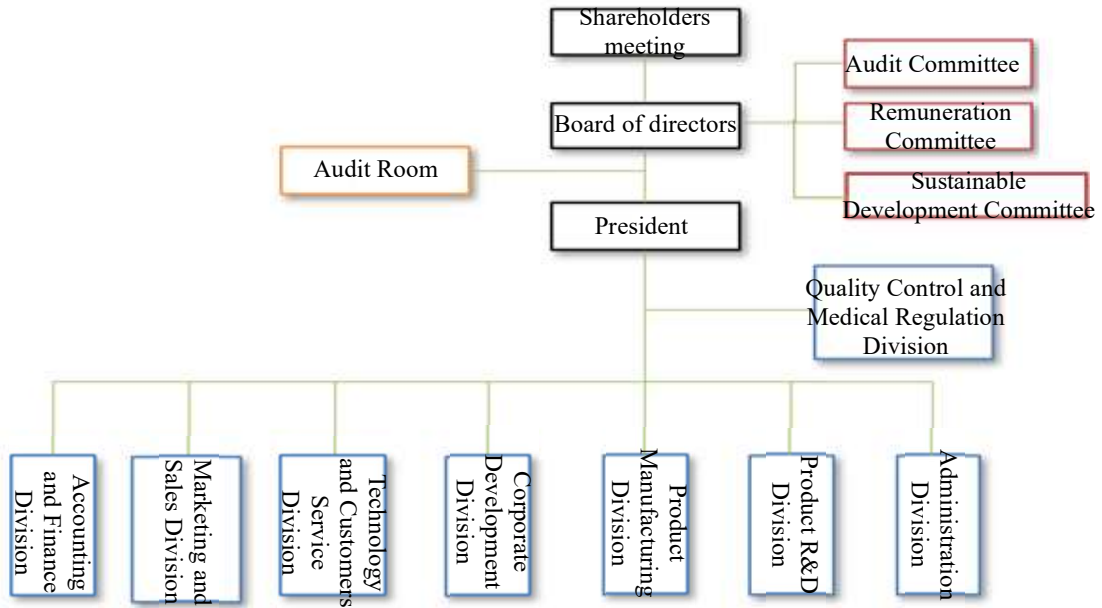 Shareholders
meeting
Audit Committee
Board of directors
Remuneration
Committee
Audit Room
Sustainable
Development Committee
President
Quality Control and
Medical Regulation
Division
Accounting
and Finance
Division
Marketing and
Sales Division
Technology
and Customers
Service
Division
Corporate
Development
Division
Product
Manufacturing
Division
Product R&D
Division
Administration
Division